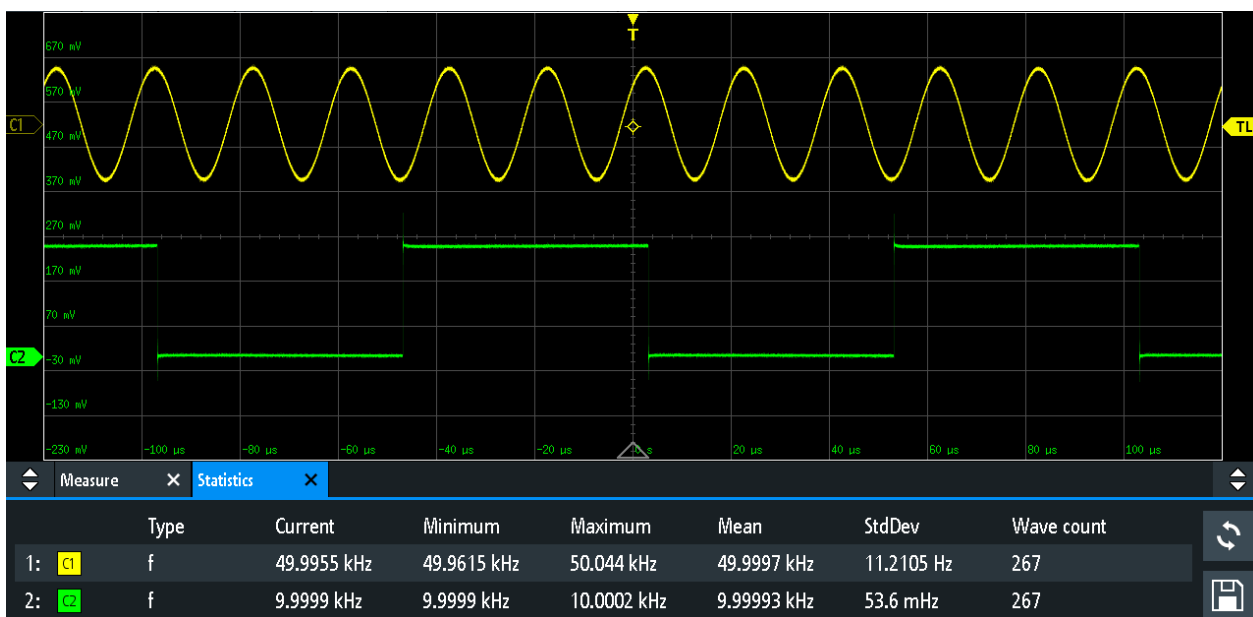 T
670 mV
570 mV
C1
TL
470 mV
370 mV
270 mV
170 mV
70 mV
C2
-30 mV
-130 mV
-230 mV -100 µs -80 µs -60 µs -40 µs -20 µs 0 s 20 µs 40 µs 60 µs 80 µs 100 µs
Measure Statistics
Type Current Minimum Maximum Mean StdDev Wave count
1: C1 f 49.9955 kHz 49.9615 kHz 50.044 kHz 49.9997 kHz 11.2105 Hz 267
2: C2 f 9.9999 kHz 9.9999 kHz 10.0002 kHz 9.99993 kHz 53.6 mHz 267